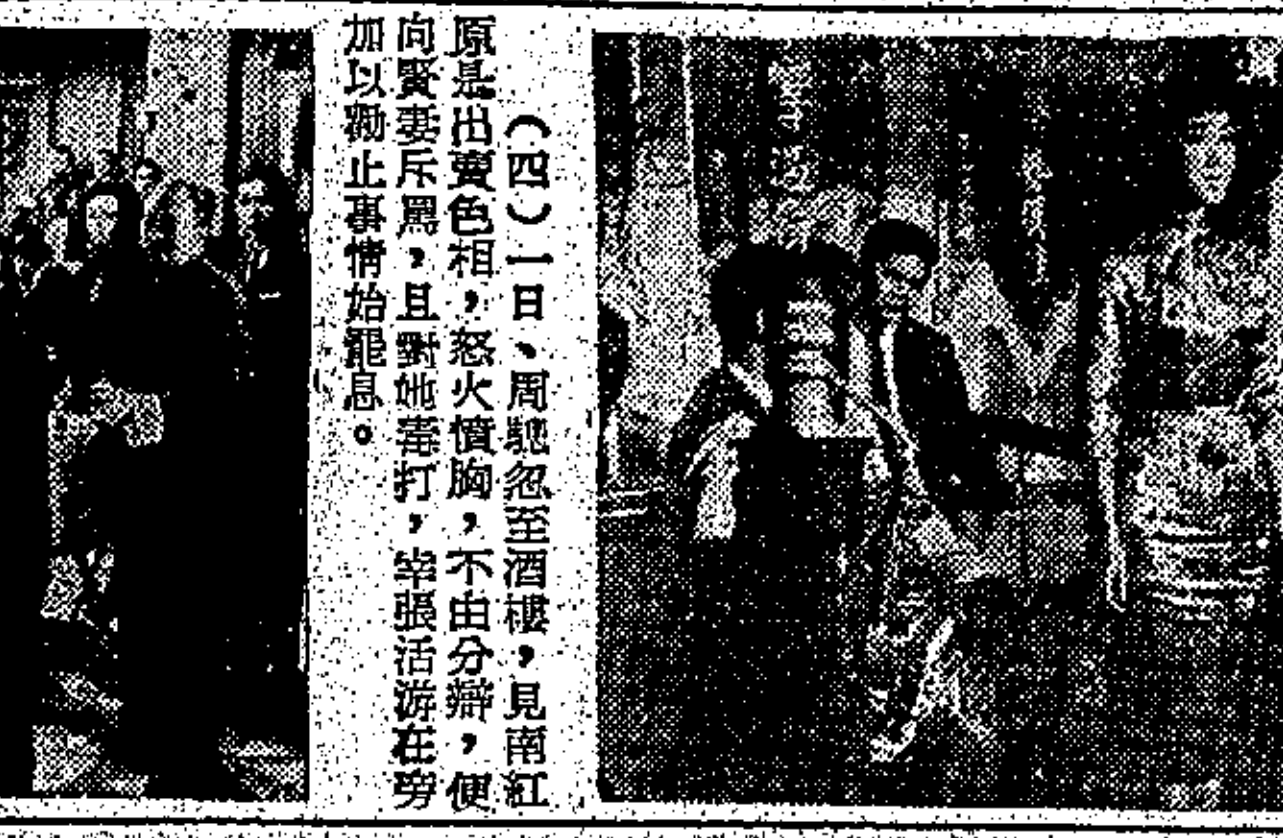 (四)一日、周驄忽至酒樓,見南紅
原是出賣色相,怒火憤胸,不由分辯,便
向賢妻斥罵,且對她毒打,幸張活游在旁
加以勸止事情始罷息。